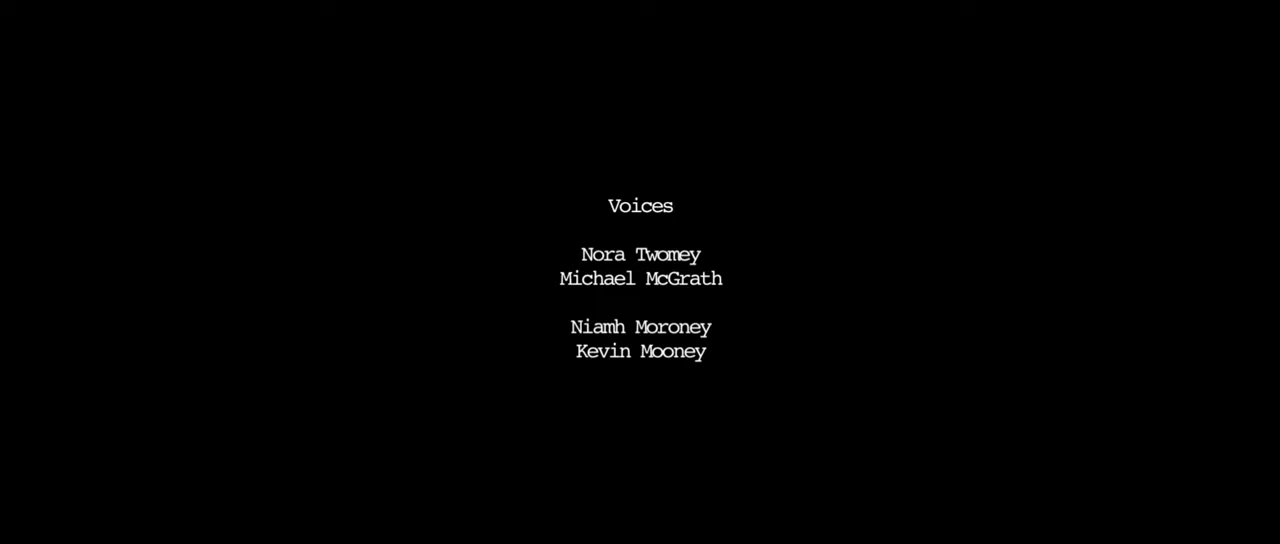 Voices
Nora Twomey
Michael McGrath
Niamh Moroney
Kevin Mooney